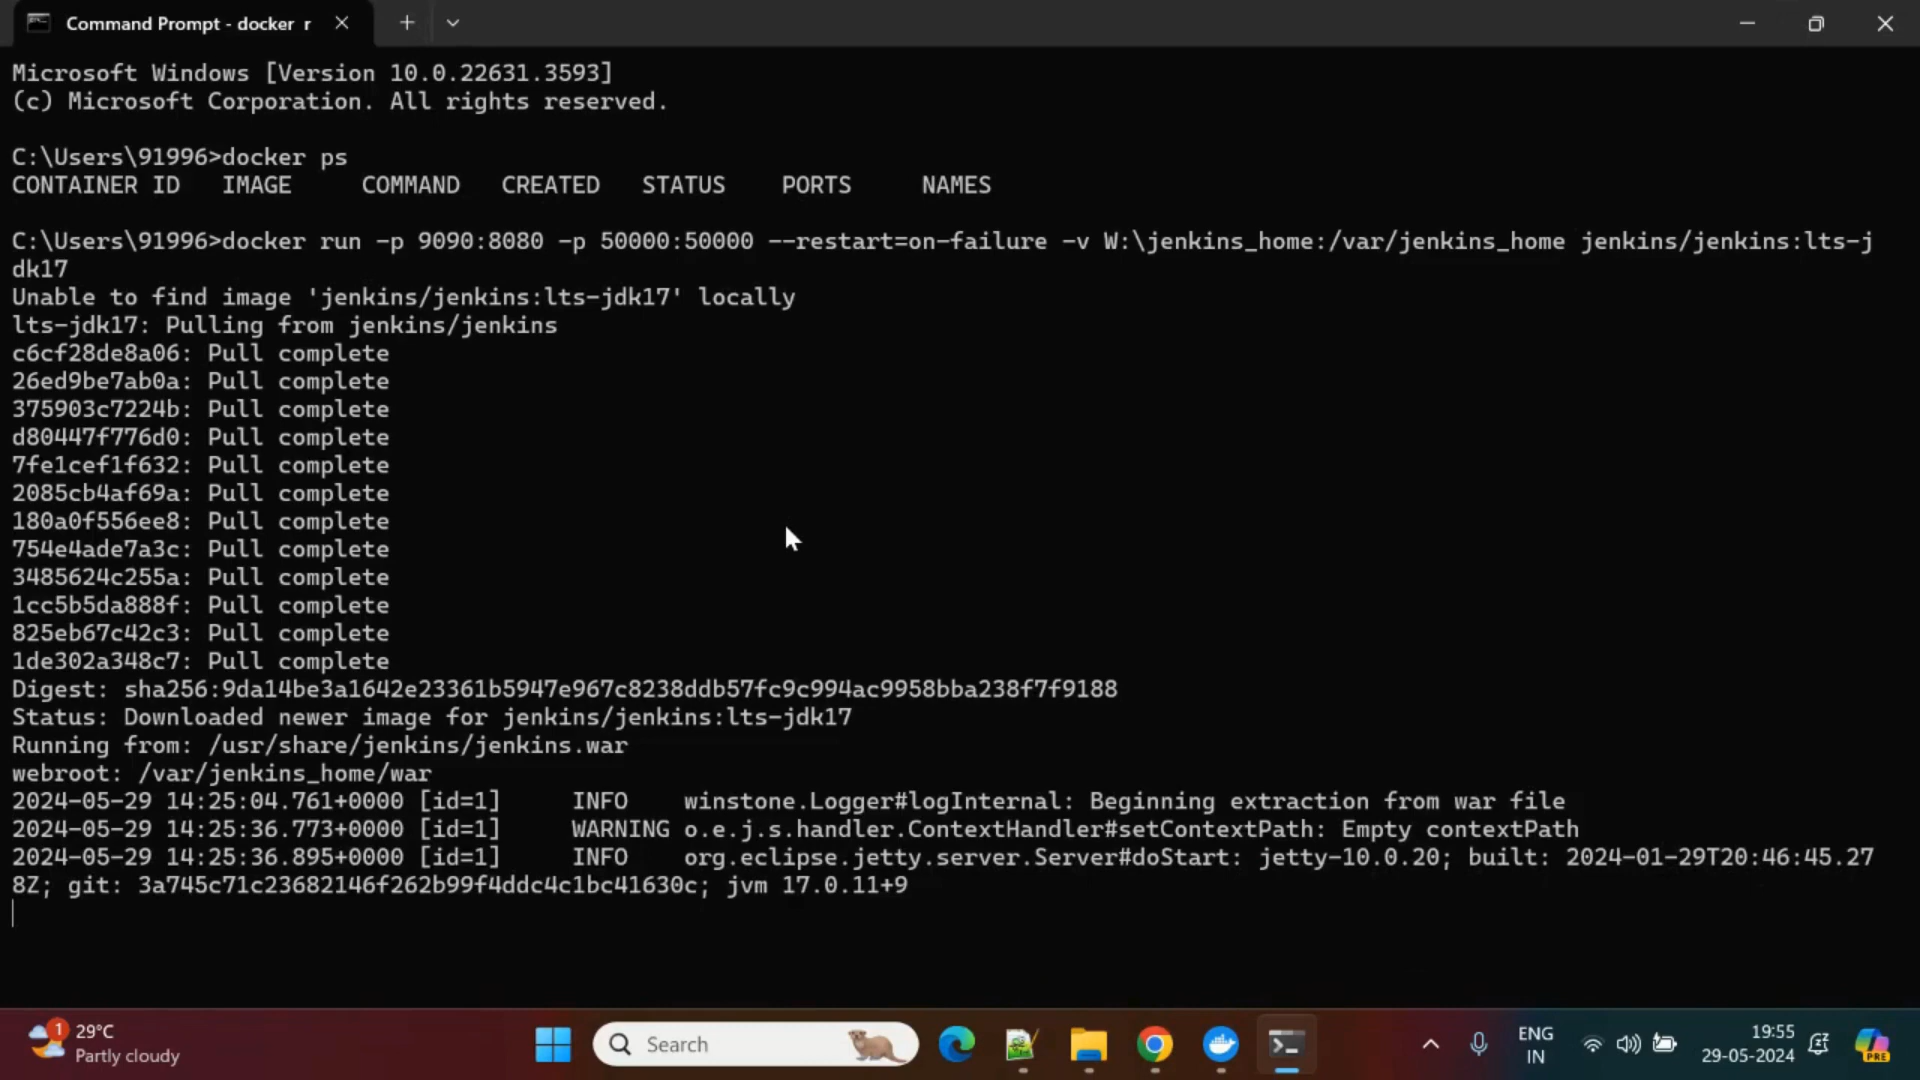 Command Prompt - docker r
Microsoft Windows [Version 10.0.22631.3593]
(c) Microsoft Corporation. All rights reserved.
C:\Users\91996>docker ps
CONTAINER ID IMAGE COMMAND CREATED STATUS PORTS NAMES
C:\Users\91996>docker run -p 9090:8080 -p 50000:50000 --restart=on-failure -v W:\jenkins_home:/var/jenkins_home jenkins/jenkins:lts-j
dk17
Unable to find image 'jenkins/jenkins:lts-jdk17' locally
lts-jdk17: Pulling from jenkins/jenkins
c6cf28de8a06: Pull complete
26ed9be7ab0a: Pull complete
375903c7224b: Pull complete
d80447f776d0: Pull complete
7fe1cef1f632: Pull complete
2085cb4af69a: Pull complete
180a0f556ee8: Pull complete
754e4ade7a3c: Pull complete
3485624c255a: Pull complete
1cc5b5da888f: Pull complete
825eb67c42c3: Pull complete
1de302a348c7: Pull complete
Digest: sha256:9da14be3a1642e23361b5947e967c8238ddb57fc9c994ac9958bba238f7f9188
Status: Downloaded newer image for jenkins/jenkins:lts-jdk17
Running from: /usr/share/jenkins/jenkins.war
webroot: /var/jenkins_home/war
2024-05-29 14:25:04.761+0000 [id=1] INFO winstone.Logger#logInternal: Beginning extraction from war file
2024-05-29 14:25:36.773+0000 [id=1] WARNING o.e.j.s.handler.ContextHandler#setContextPath: Empty contextPath
2024-05-29 14:25:36.895+0000 [id=1] INFO org.eclipse.jetty.server.Server#doStart: jetty-10.0.20; built: 2024-01-29T20:46:45.27
8Z; git: 3a745c71c23682146f262b99f4ddc4c1bc41630c; jvm 17.0.11+9
1
29°C
Partly cloudy
Search
ENG
IN
19:55
29-05-2024
PRE